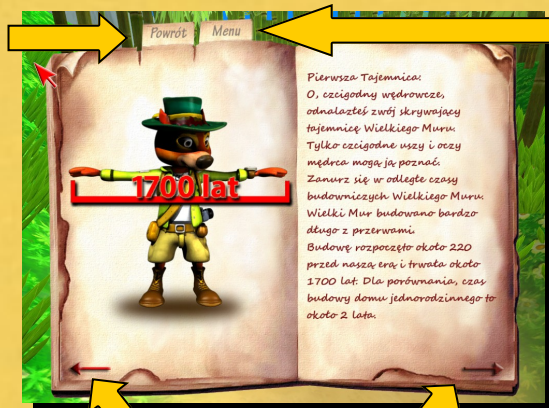 Powrót Menu
1700 lat
Pierwsza Tajemnica:
O, czcigodny wędrowcze,
odnalazłeś zwój skrywający
tajemnicę Wielkiego Muru.
Tylko czcigodne uszy i oczy
mędrca mogą ją poznać.
Zanurz się w odległe czasy
budowniczych Wielkiego Muru.
Wielki Mur budowano bardzo
długo z przerwami.
Budowę rozpoczęto około 220
przed naszą erą i trwała około
1700 lat. Dla porównania, czas
budowy domu jednorodzinnego to
około 2 lata.